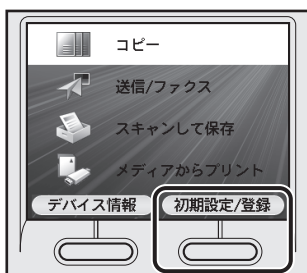 コピー
送信/ファクス
スキャンして保存
メディアからプリント
デバイス情報 初期設定/登録